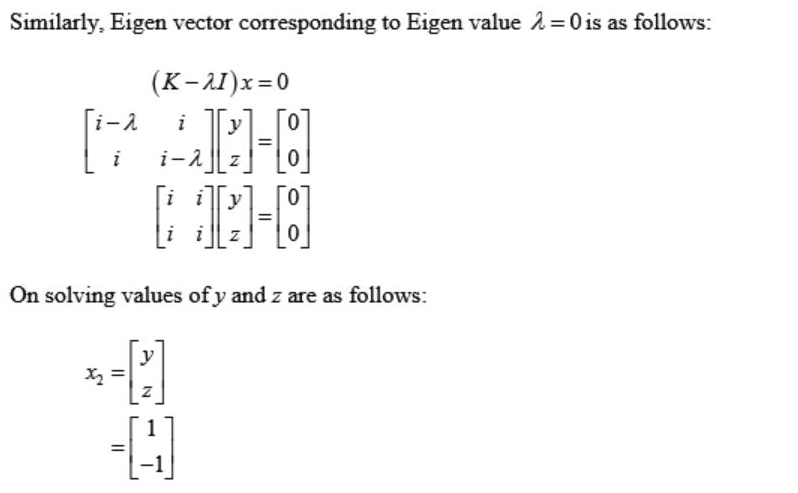 Similarly, Eigen vector corresponding to Eigen value λ = 0 is as follows:
(K − λI)x = 0
[i−λ i; i i−λ][y; z] = [0; 0]
[i i; i i][y; z] = [0; 0]
On solving values of y and z are as follows:
x₂ = [y; z]
= [1; −1]